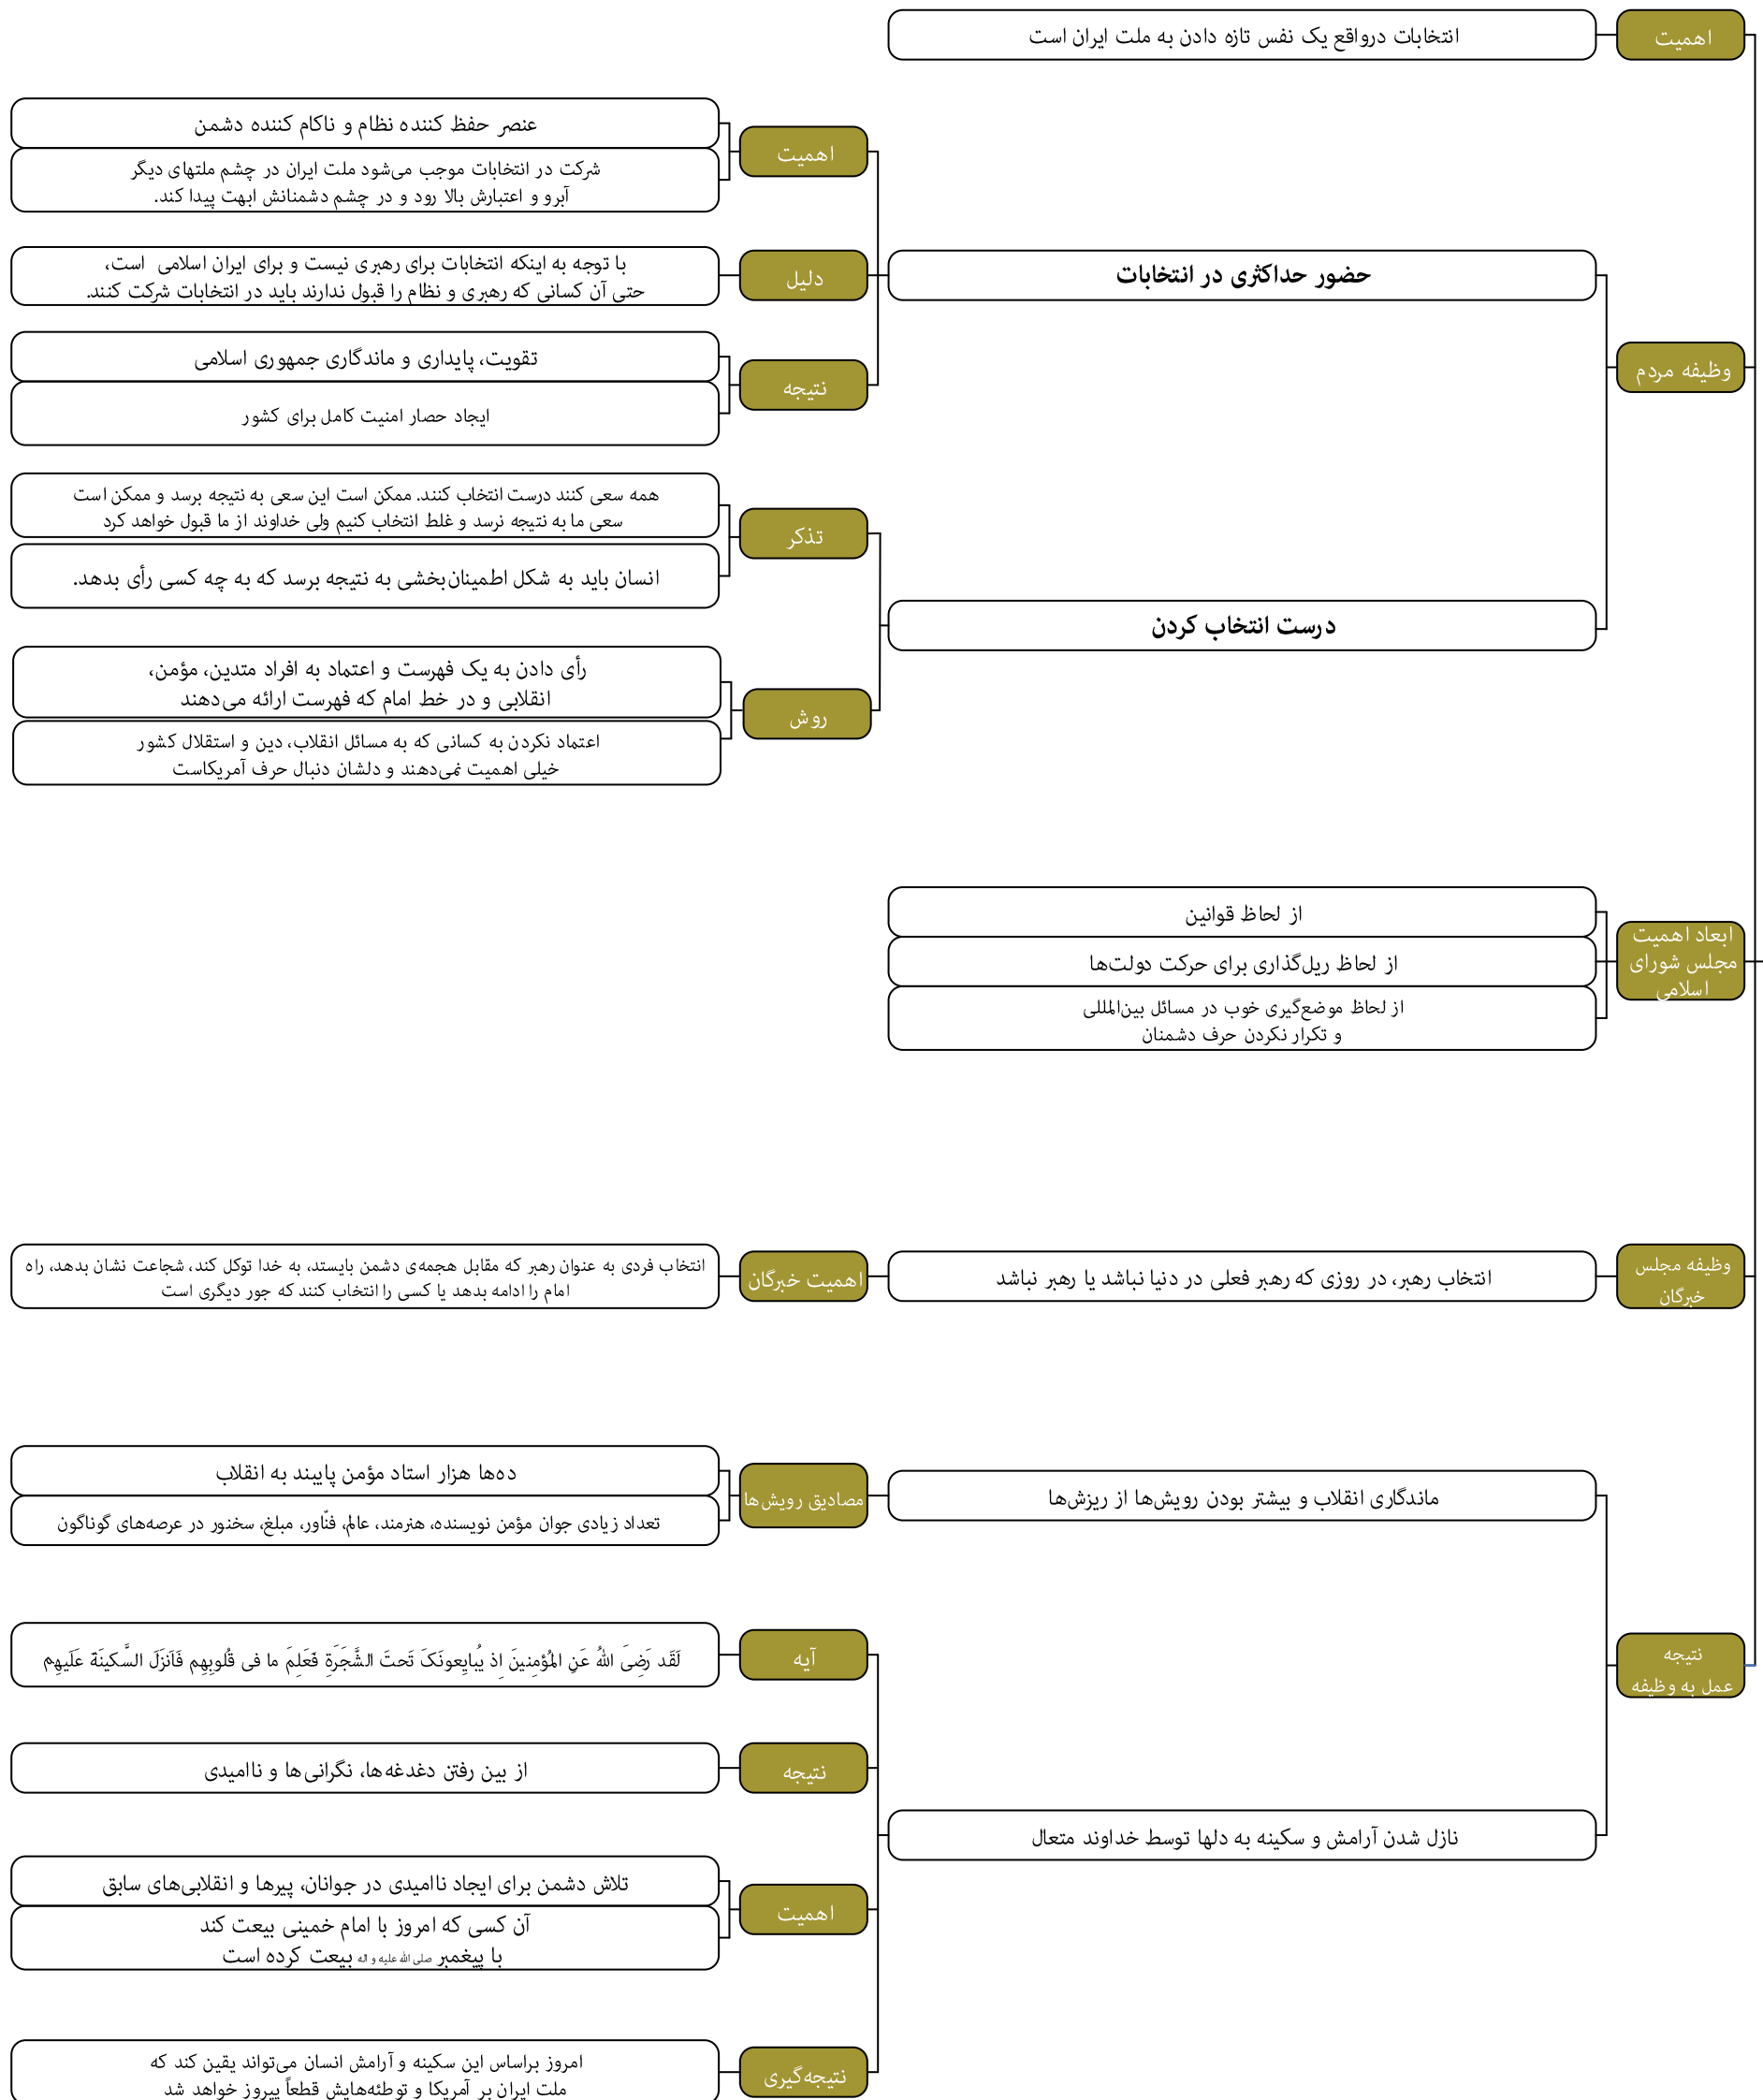 اهمیت
انتخابات درواقع یک نفس تازه دادن به ملت ایران است
وظیفه مردم
حضور حداکثری در انتخابات
اهمیت
عنصر حفظ کننده نظام و ناکام کننده دشمن
شرکت در انتخابات موجب می‌شود ملت ایران در چشم ملتهای دیگر
آبرو و اعتبارش بالا رود و در چشم دشمنانش ابهت پیدا کند.
دلیل
با توجه به اینکه انتخابات برای رهبری نیست و برای ایران اسلامی است،
حتی آن کسانی که رهبری و نظام را قبول ندارند باید در انتخابات شرکت کنند.
نتیجه
تقویت، پایداری و ماندگاری جمهوری اسلامی
ایجاد حصار امنیت کامل برای کشور
درست انتخاب کردن
تذکر
همه سعی کنند درست انتخاب کنند. ممکن است این سعی به نتیجه برسد و ممکن است
سعی ما به نتیجه نرسد و غلط انتخاب کنیم ولی خداوند از ما قبول خواهد کرد
انسان باید به شکل اطمینان‌بخشی به نتیجه برسد که به چه کسی رأی بدهد.
روش
رأی دادن به یک فهرست و اعتماد به افراد متدین، مؤمن،
انقلابی و در خط امام که فهرست ارائه می‌دهند
اعتماد نکردن به کسانی که به مسائل انقلاب، دین و استقلال کشور
خیلی اهمیت نمی‌دهند و دلشان دنبال حرف آمریکاست
ابعاد اهمیت
مجلس شورای
اسلامی
از لحاظ قوانین
از لحاظ ریل‌گذاری برای حرکت دولت‌ها
از لحاظ موضع‌گیری خوب در مسائل بین‌المللی
و تکرار نکردن حرف دشمنان
وظیفه مجلس
خبرگان
انتخاب رهبر، در روزی که رهبر فعلی در دنیا نباشد یا رهبر نباشد
اهمیت خبرگان
انتخاب فردی به عنوان رهبر که مقابل هجمه‌ی دشمن بایستد، به خدا توکل کند، شجاعت نشان بدهد، راه
امام را ادامه بدهد یا کسی را انتخاب کنند که جور دیگری است
نتیجه
عمل به وظیفه
ماندگاری انقلاب و بیشتر بودن رویش‌ها از ریزش‌ها
مصادیق رویش‌ها
ده‌ها هزار استاد مؤمن پایبند به انقلاب
تعداد زیادی جوان مؤمن نویسنده، هنرمند، عالم، فنّاور، مبلغ، سخنور در عرصه‌های گوناگون
نازل شدن آرامش و سکینه به دلها توسط خداوند متعال
آیه
لَقَد رَضِیَ اللهُ عَنِ المُؤمِنینَ اِذ یُبایِعونَکَ تَحتَ الشَّجَرَةِ فَعَلِمَ ما فی قُلوبِهِم فَاَنزَلَ السَّکینَةَ عَلَیهِم
نتیجه
از بین رفتن دغدغه‌ها، نگرانی‌ها و ناامیدی
اهمیت
تلاش دشمن برای ایجاد ناامیدی در جوانان، پیرها و انقلابی‌های سابق
آن کسی که امروز با امام خمینی بیعت کند
با پیغمبر صلی الله علیه و اله بیعت کرده است
نتیجه‌گیری
امروز براساس این سکینه و آرامش انسان می‌تواند یقین کند که
ملت ایران بر آمریکا و توطئه‌هایش قطعاً پیروز خواهد شد